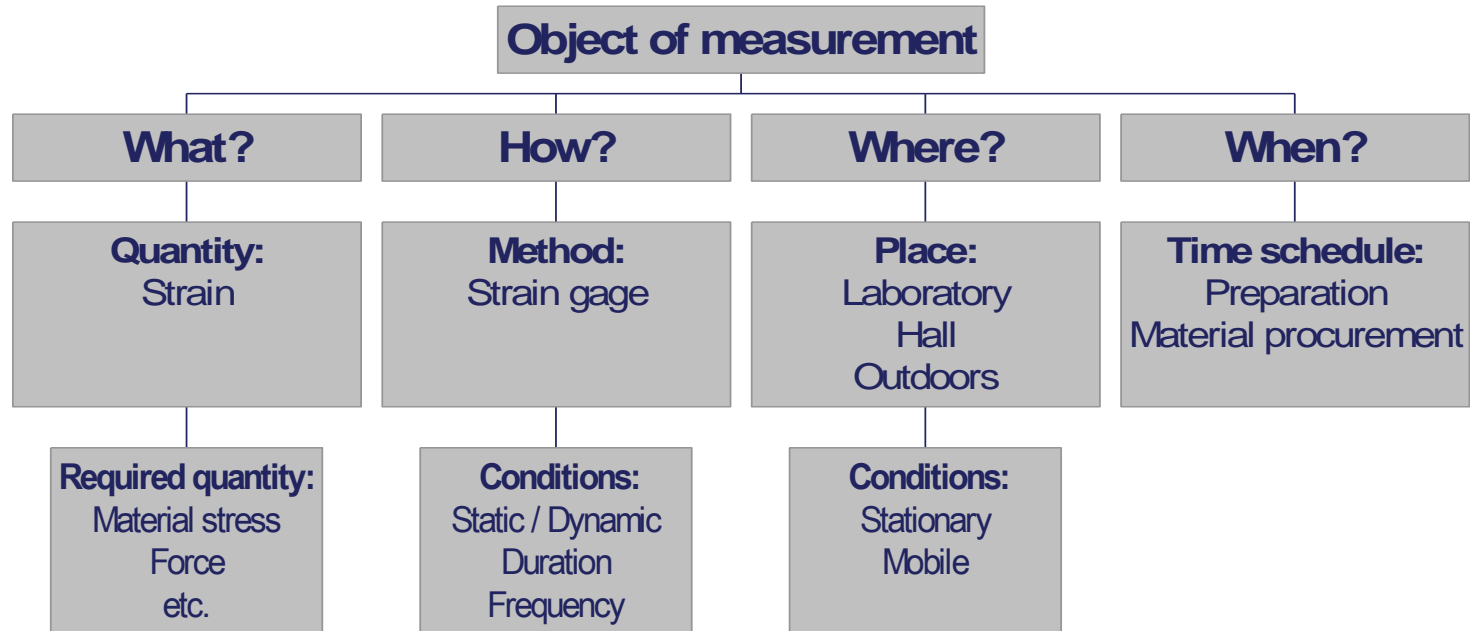 Object of measurement
What?
How?
Where?
When?
Quantity:
Strain
Method:
Strain gage
Place:
Laboratory
Hall
Outdoors
Time schedule:
Preparation
Material procurement
Required quantity:
Material stress
Force
etc.
Conditions:
Static / Dynamic
Duration
Frequency
Conditions:
Stationary
Mobile